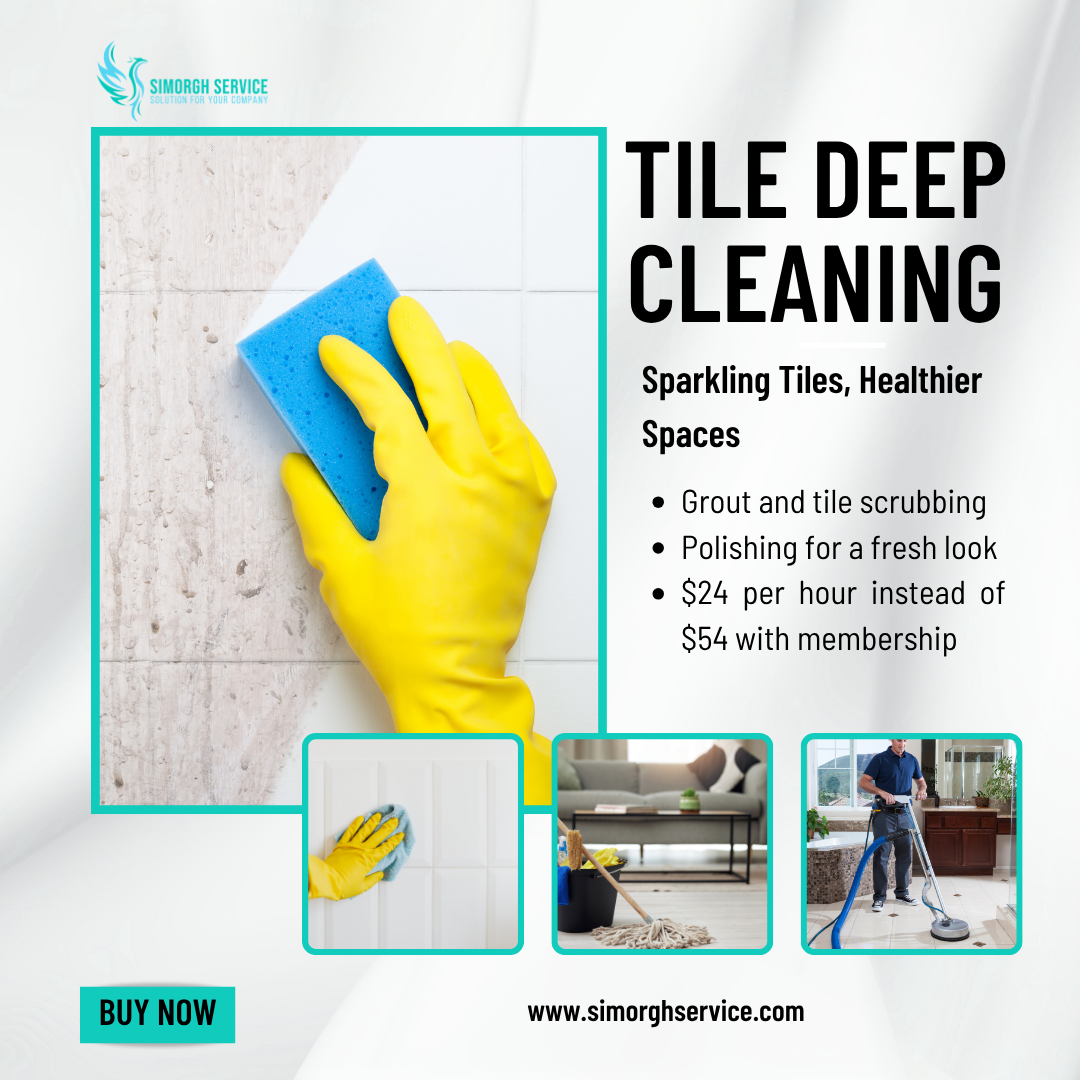 SIMORGH SERVICE
SOLUTION FOR YOUR COMPANY
TILE DEEP
CLEANING
Sparkling Tiles, Healthier
Spaces
• Grout and tile scrubbing
• Polishing for a fresh look
• $24 per hour instead of
$54 with membership
BUY NOW
www.simorghservice.com